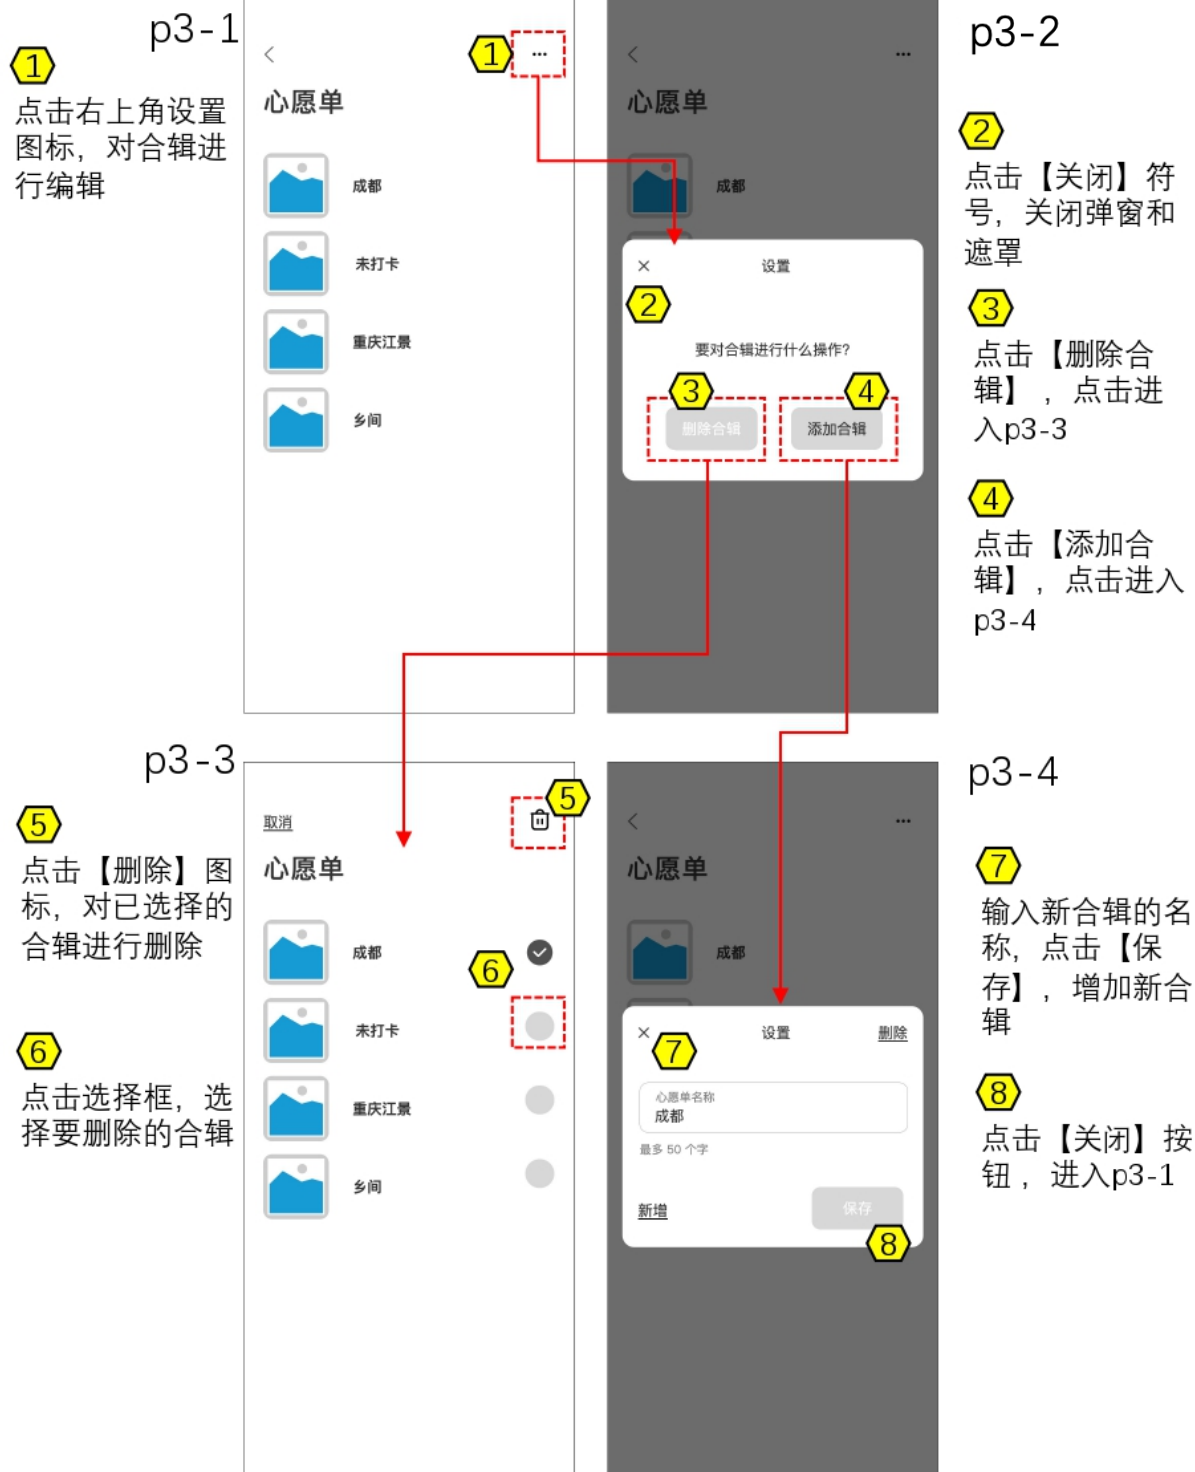 p3-1
1
点击右上角设置
图标，对合辑进
行编辑
1
···
心愿单
成都
未打卡
重庆江景
乡间
···
心愿单
成都
×
设置
2
要对合辑进行什么操作?
3
4
删除合辑
添加合辑
p3-2
2
点击【关闭】符
号，关闭弹窗和
遮罩
3
点击【删除合
辑】，点击进
入p3-3
4
点击【添加合
辑】，点击进入
p3-4
p3-3
5
点击【删除】图
标，对已选择的
合辑进行删除
6
点击选择框，选
择要删除的合辑
取消
5
心愿单
成都
6
未打卡
重庆江景
乡间
···
心愿单
成都
×
设置
删除
7
心愿单名称
成都
最多 50 个字
新增
保存
8
p3-4
7
输入新合辑的名
称，点击【保
存】，增加新合
辑
8
点击【关闭】按
钮，进入p3-1